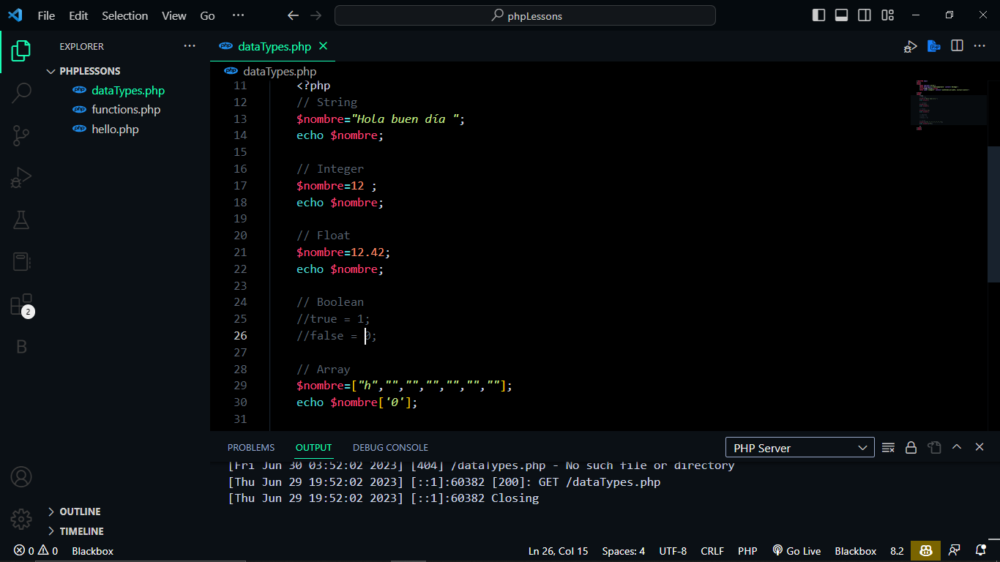 File Edit Selection View Go ··· phpLessons
EXPLORER ···
PHPLESSONS
php dataTypes.php
php functions.php
php hello.php
2
B
php dataTypes.php
php dataTypes.php
11 <?php
12 // String
13 $nombre="Hola buen día ";
14 echo $nombre;
15
16 // Integer
17 $nombre=12 ;
18 echo $nombre;
19
20 // Float
21 $nombre=12.42;
22 echo $nombre;
23
24 // Boolean
25 //true = 1;
26 //false = 0;
27
28 // Array
29 $nombre=["h","","","","","",""];
30 echo $nombre['0'];
31
PROBLEMS OUTPUT DEBUG CONSOLE PHP Server
[Fri Jun 30 03:52:02 2023] [404] /dataTypes.php - No such file or directory
[Thu Jun 29 19:52:02 2023] [::1]:60382 [200]: GET /dataTypes.php
[Thu Jun 29 19:52:02 2023] [::1]:60382 Closing
OUTLINE
TIMELINE
0 0 Blackbox Ln 26, Col 15 Spaces: 4 UTF-8 CRLF PHP Go Live Blackbox 8.2